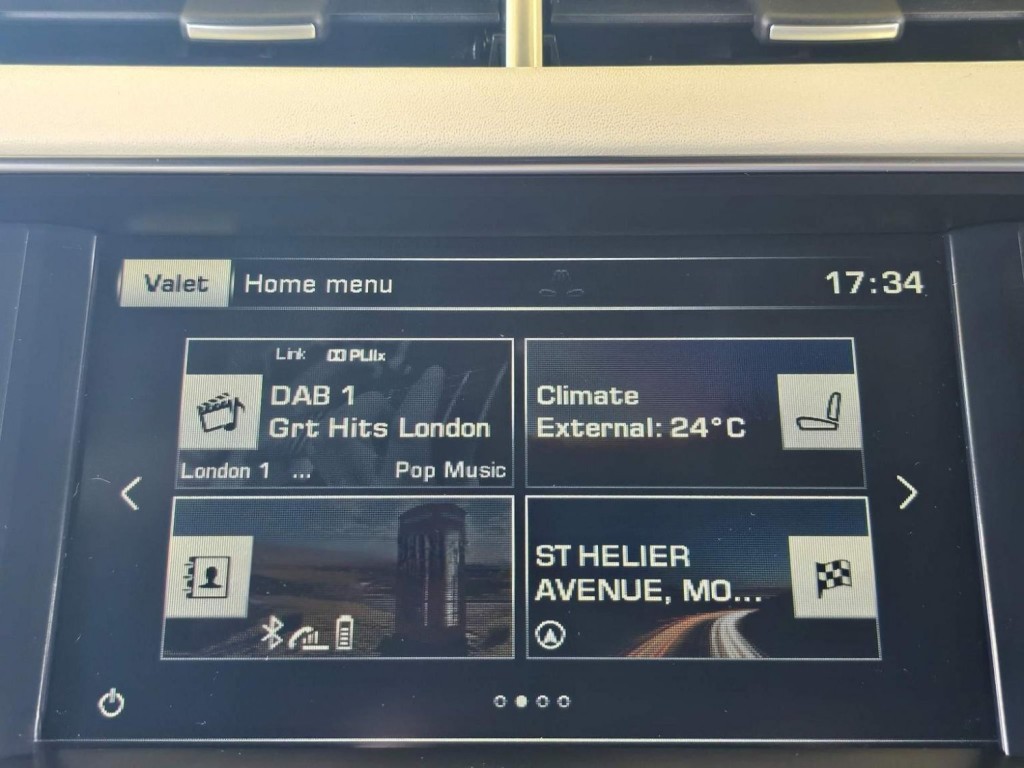 Valet Home menu 17:34
Link PLIIx
DAB 1
Grt Hits London
London 1 ... Pop Music
Climate
External: 24°C
ST HELIER
AVENUE, MO...